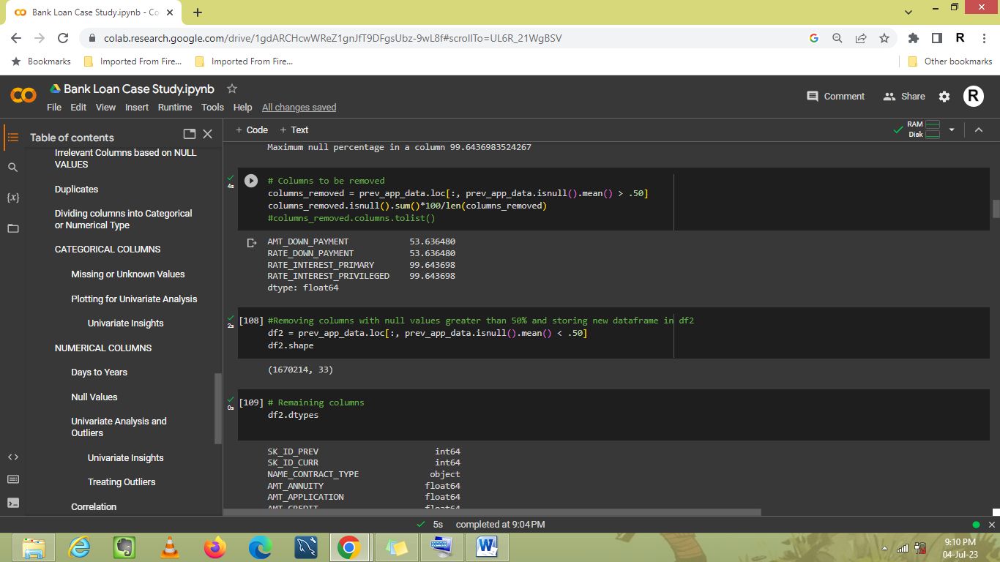 Bank Loan Case Study.ipynb - Co
colab.research.google.com/drive/1gdARCHcwWReZ1gnJfT9DFgsUbz-9wL8f#scrollTo=UL6R_21WgBSV
G
R
Bookmarks
Imported From Fire...
Imported From Fire...
Other bookmarks
Bank Loan Case Study.ipynb
Comment
Share
R
File Edit View Insert Runtime Tools Help All changes saved
Table of contents
+ Code + Text
RAM
Disk
Irrelevant Columns based on NULL
VALUES
Duplicates
Dividing columns into Categorical
or Numerical Type
CATEGORICAL COLUMNS
Missing or Unknown Values
Plotting for Univariate Analysis
Univariate Insights
NUMERICAL COLUMNS
Days to Years
Null Values
Univariate Analysis and
Outliers
Univariate Insights
Treating Outliers
Correlation
{x}
Maximum null percentage in a column 99.6436983524267
4s
# Columns to be removed
columns_removed = prev_app_data.loc[:, prev_app_data.isnull().mean() > .50]
columns_removed.isnull().sum()*100/len(columns_removed)
#columns_removed.columns.tolist()
AMT_DOWN_PAYMENT 53.636480
RATE_DOWN_PAYMENT 53.636480
RATE_INTEREST_PRIMARY 99.643698
RATE_INTEREST_PRIVILEGED 99.643698
dtype: float64
2s
[108] #Removing columns with null values greater than 50% and storing new dataframe in df2
df2 = prev_app_data.loc[:, prev_app_data.isnull().mean() < .50]
df2.shape
(1670214, 33)
0s
[109] # Remaining columns
df2.dtypes
SK_ID_PREV int64
SK_ID_CURR int64
NAME_CONTRACT_TYPE object
AMT_ANNUITY float64
AMT_APPLICATION float64
AMT_CREDIT float64
5s completed at 9:04 PM
9:10 PM
04-Jul-23